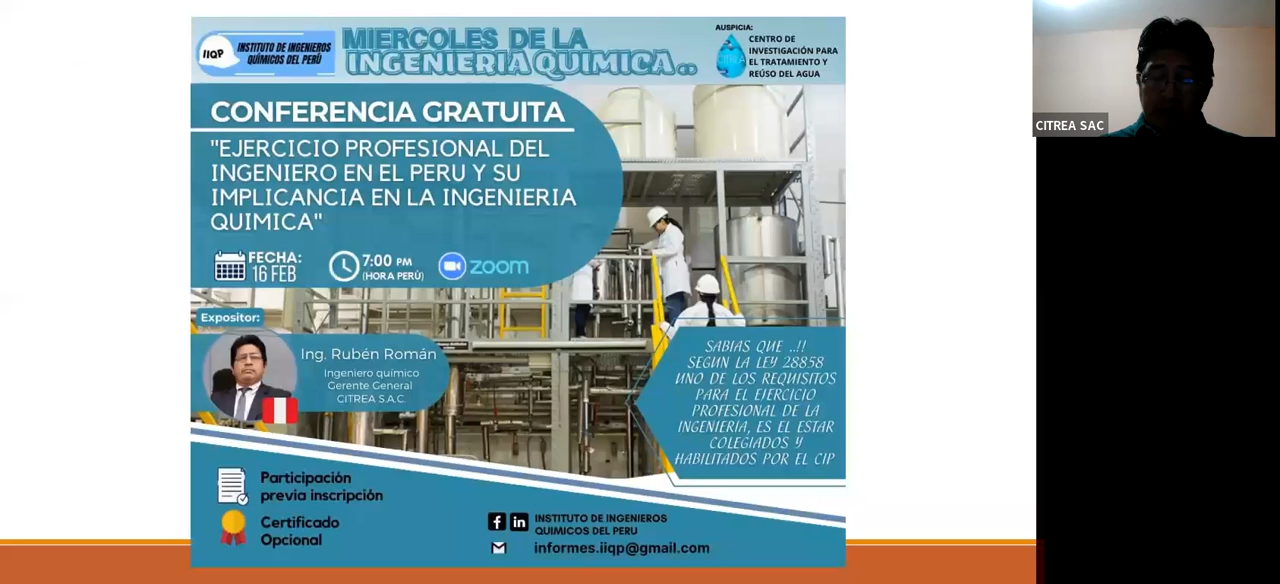 IIQP
INSTITUTO DE INGENIEROS
QUÍMICOS DEL PERU
MIERCOLES DE LA
INGENIERIA QUIMICA..
AUSPICIA:
CENTRO DE
INVESTIGACIÓN PARA
EL TRATAMIENTO Y
REÚSO DEL AGUA
CONFERENCIA GRATUITA
"EJERCICIO PROFESIONAL DEL
INGENIERO EN EL PERU Y SU
IMPLICANCIA EN LA INGENIERIA
QUIMICA"
FECHA:
16 FEB
7:00 PM
(HORA PERÚ)
zoom
Expositor:
Ing. Rubén Román
Ingeniero químico
Gerente General
CITREA S.A.C.
SABIAS QUE ..!!
SEGUN LA LEY 28858
UNO DE LOS REQUISITOS
PARA EL EJERCICIO
PROFESIONAL DE LA
INGENIERIA, ES EL ESTAR
COLEGIADOS Y
HABILITADOS POR EL CIP
Participación
previa inscripción
Certificado
Opcional
INSTITUTO DE INGENIEROS
QUIMICOS DEL PERU
informes.iiqp@gmail.com
CITREA SAC